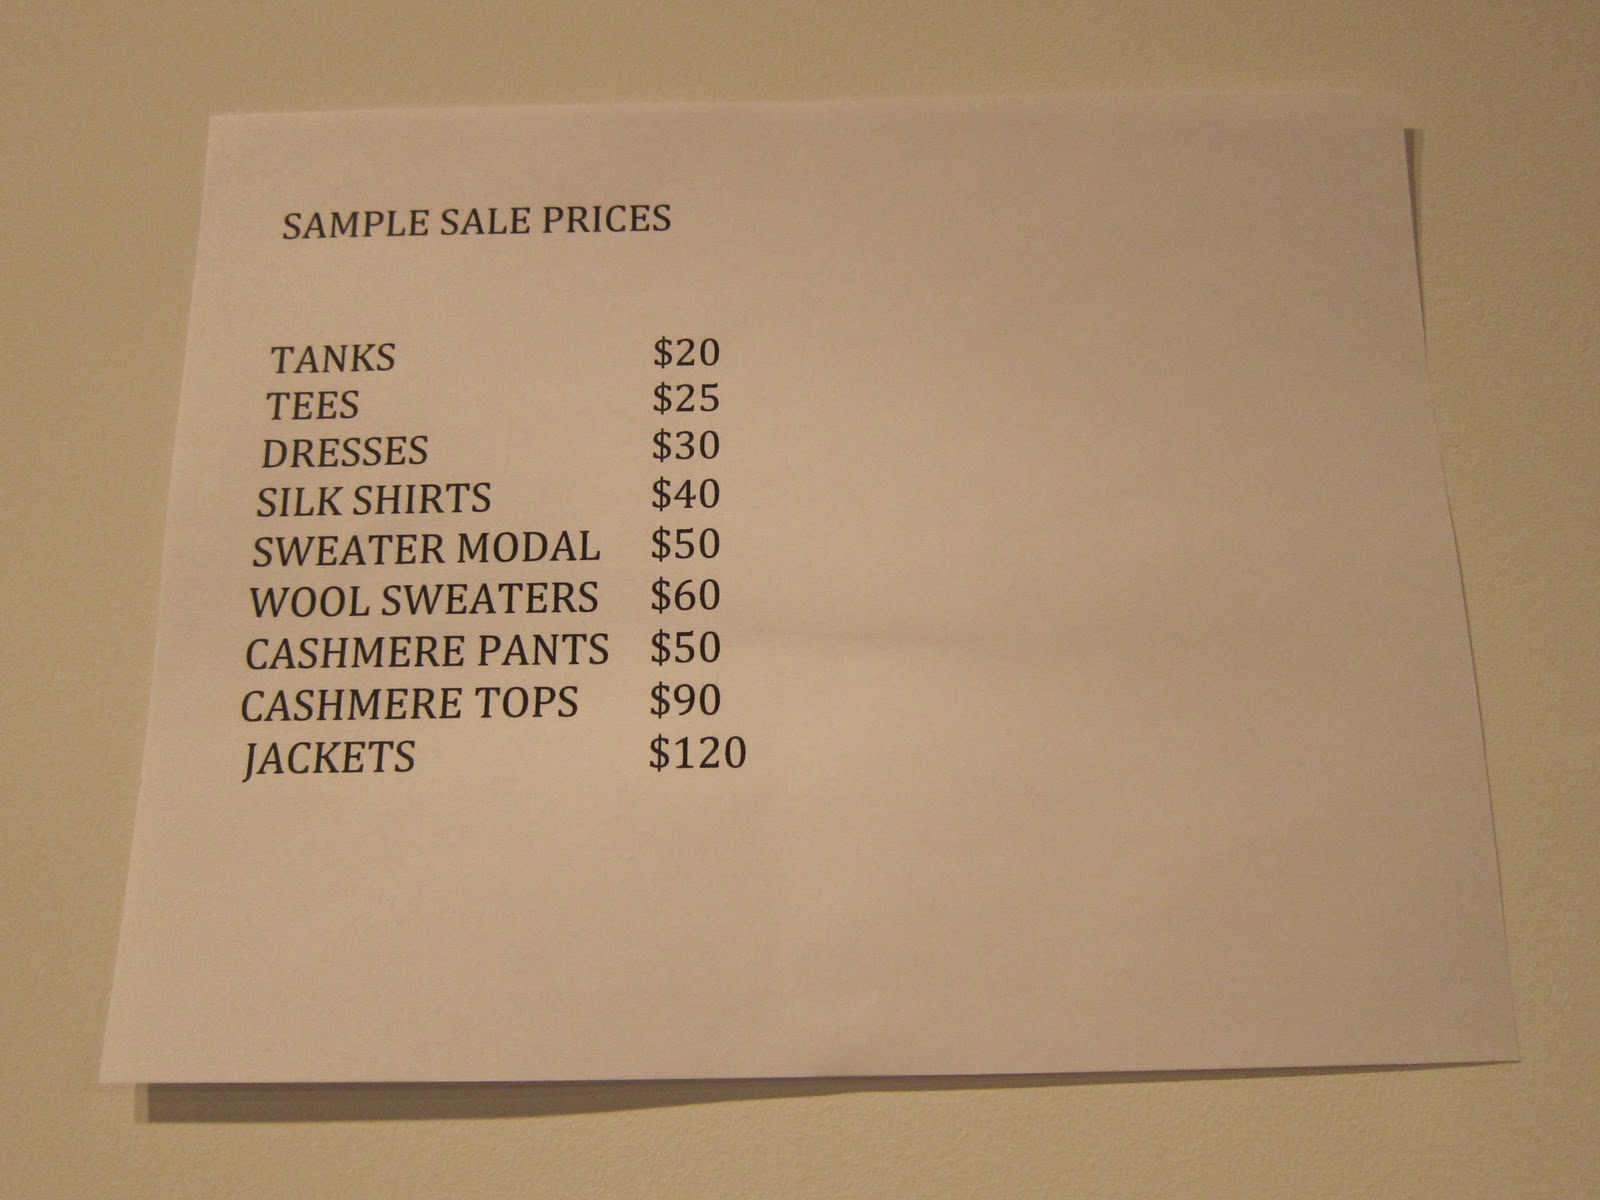 SAMPLE SALE PRICES
TANKS $20
TEES $25
DRESSES $30
SILK SHIRTS $40
SWEATER MODAL $50
WOOL SWEATERS $60
CASHMERE PANTS $50
CASHMERE TOPS $90
JACKETS $120